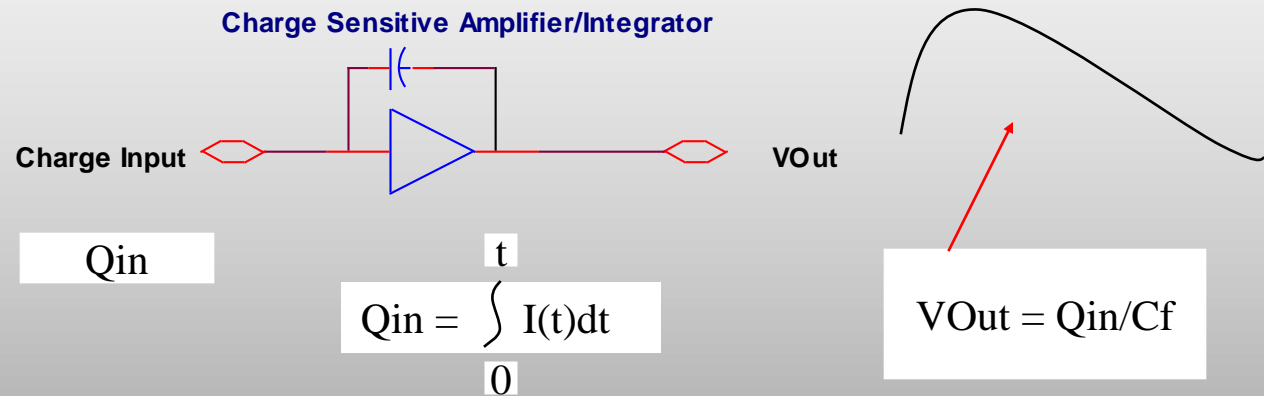 Charge Sensitive Amplifier/Integrator
Charge Input
VOut
Qin
t
Qin = ∫ I(t)dt
0
VOut = Qin/Cf